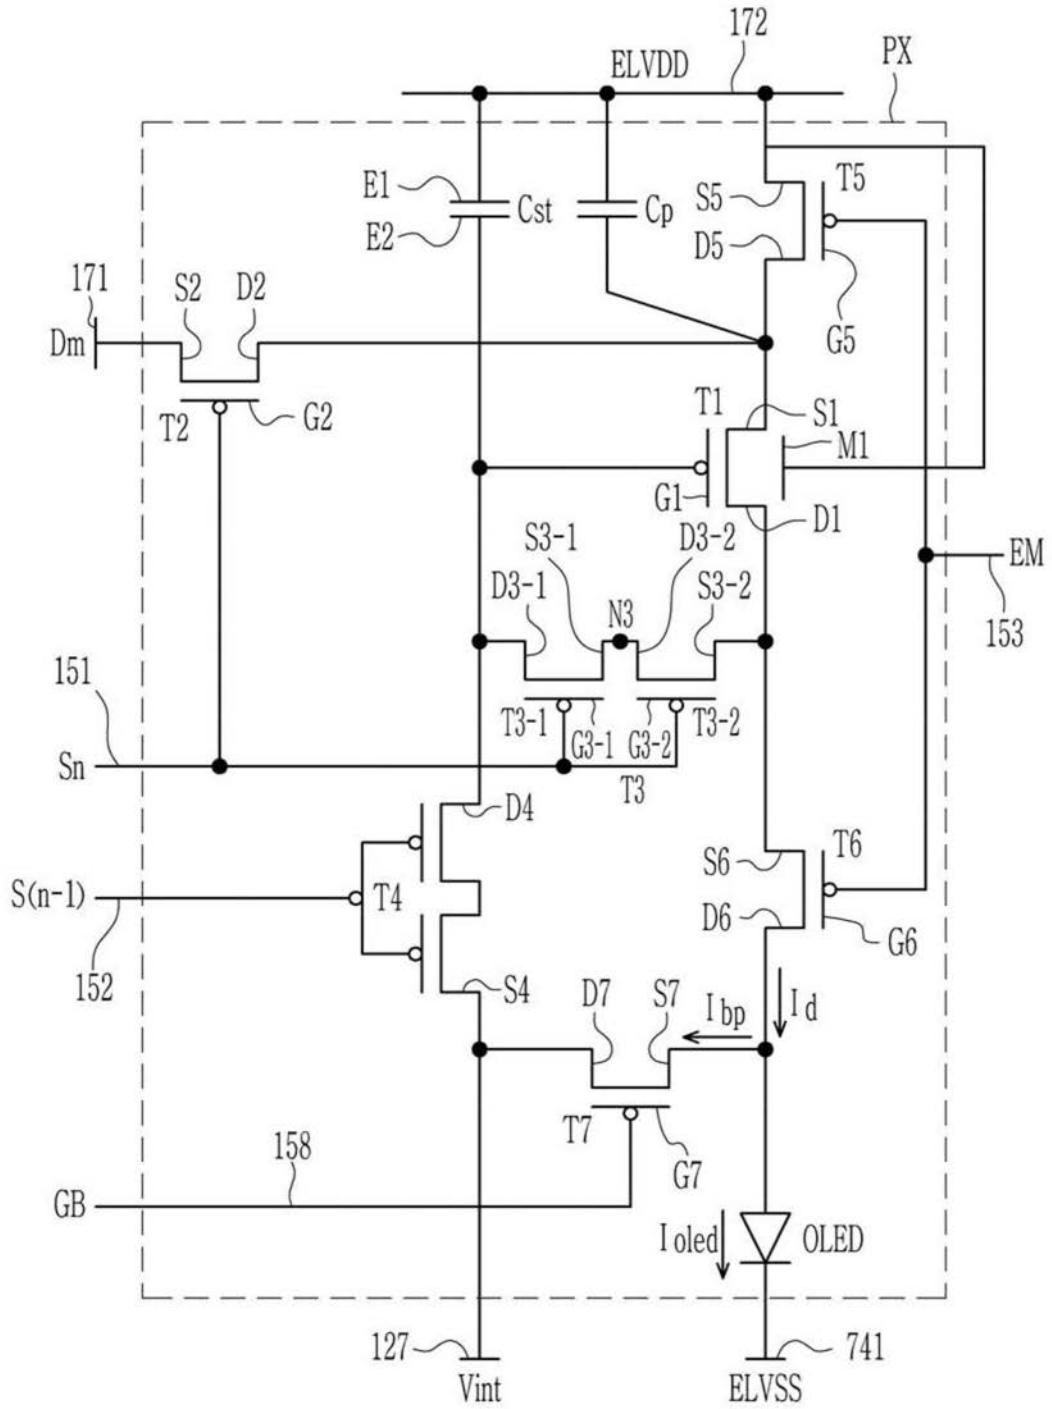 172
ELVDD
PX
E1
Cst
Cp
S5
T5
E2
D5
171
S2
D2
G5
Dm
T2
G2
T1
S1
M1
G1
D1
S3-1
D3-2
EM
D3-1
S3-2
N3
153
151
T3-1
G3-1
G3-2
T3-2
Sn
T3
D4
S(n-1)
T4
S6
T6
D6
G6
152
S4
D7
S7
I bp
I d
T7
G7
158
GB
I oled
OLED
127
741
Vint
ELVSS